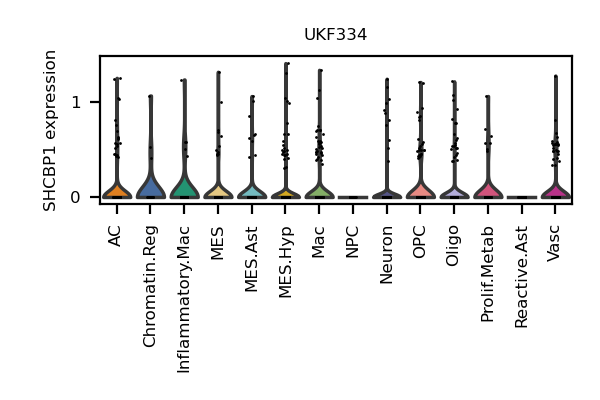 UKF334
SHCBP1 expression
1
0
AC
Chromatin.Reg
Inflammatory.Mac
MES
MES.Ast
MES.Hyp
Mac
NPC
Neuron
OPC
Oligo
Prolif.Metab
Reactive.Ast
Vasc